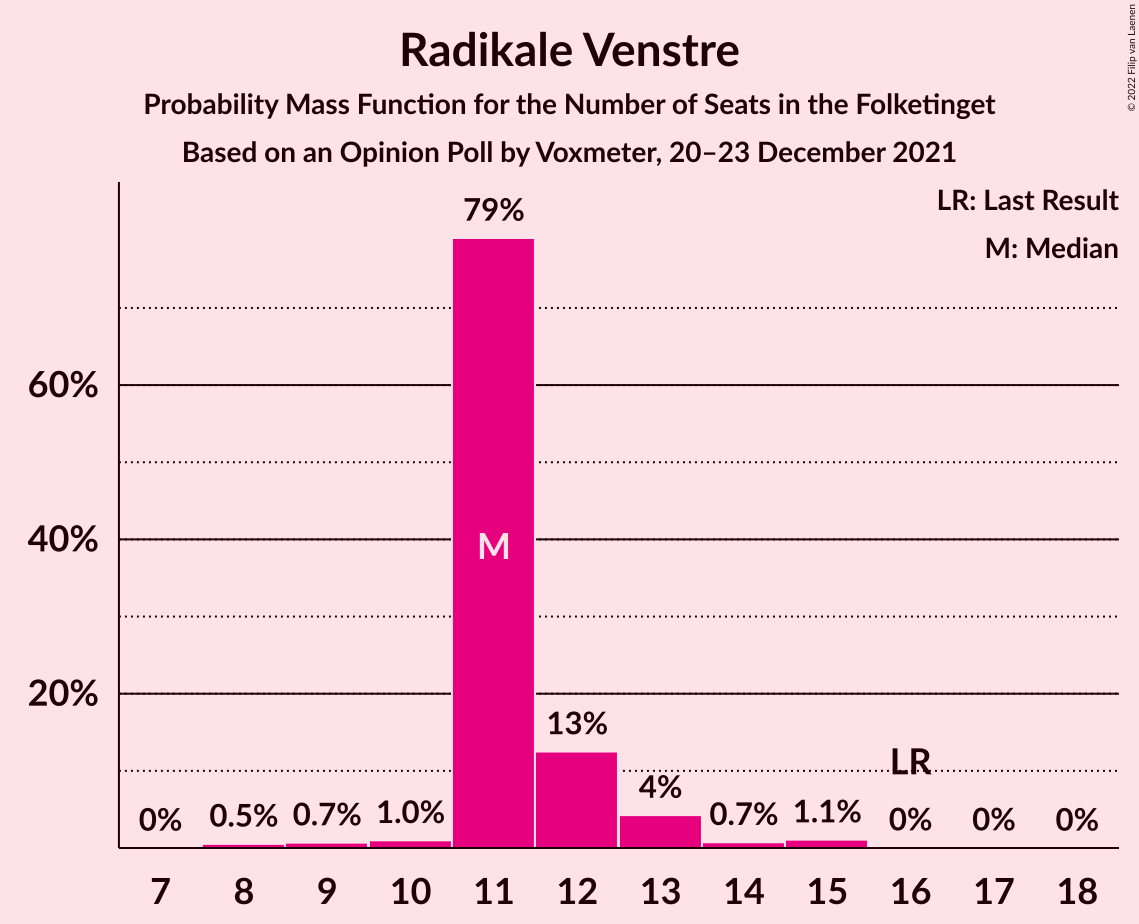 Radikale Venstre
Probability Mass Function for the Number of Seats in the Folketinget
Based on an Opinion Poll by Voxmeter, 20–23 December 2021
© 2022 Filip van Laenen
LR: Last Result
M: Median
79%
60%
40%
M
20%
13%
LR
4%
0% 0.5% 0.7% 1.0% 0.7% 1.1% 0% 0% 0%
7 8 9 10 11 12 13 14 15 16 17 18